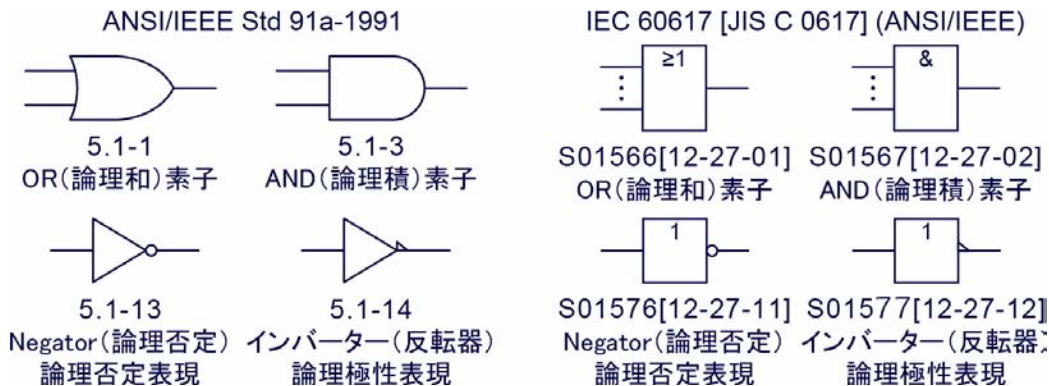 ANSI/IEEE Std 91a-1991
5.1-1
OR(論理和)素子
5.1-3
AND(論理積)素子
5.1-13
Negator(論理否定)
論理否定表現
5.1-14
インバーター(反転器)
論理極性表現
IEC 60617 [JIS C 0617] (ANSI/IEEE)
≥1
S01566[12-27-01]
OR(論理和)素子
&
S01567[12-27-02]
AND(論理積)素子
1
S01576[12-27-11]
Negator(論理否定)
論理否定表現
1
S01577[12-27-12]
インバーター(反転器)
論理極性表現